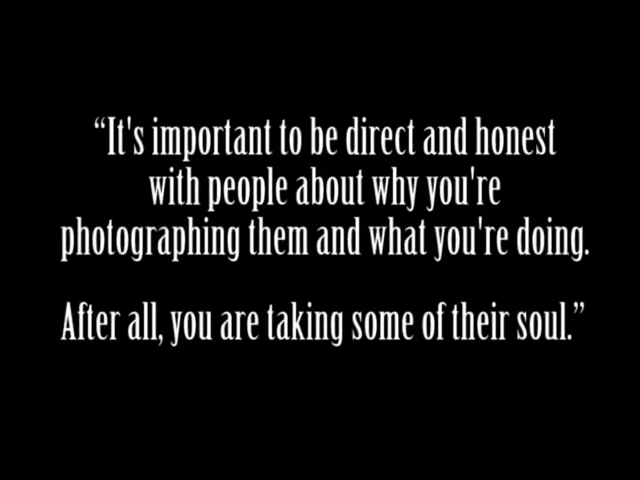 “It's important to be direct and honest
with people about why you're
photographing them and what you're doing.
After all, you are taking some of their soul.”